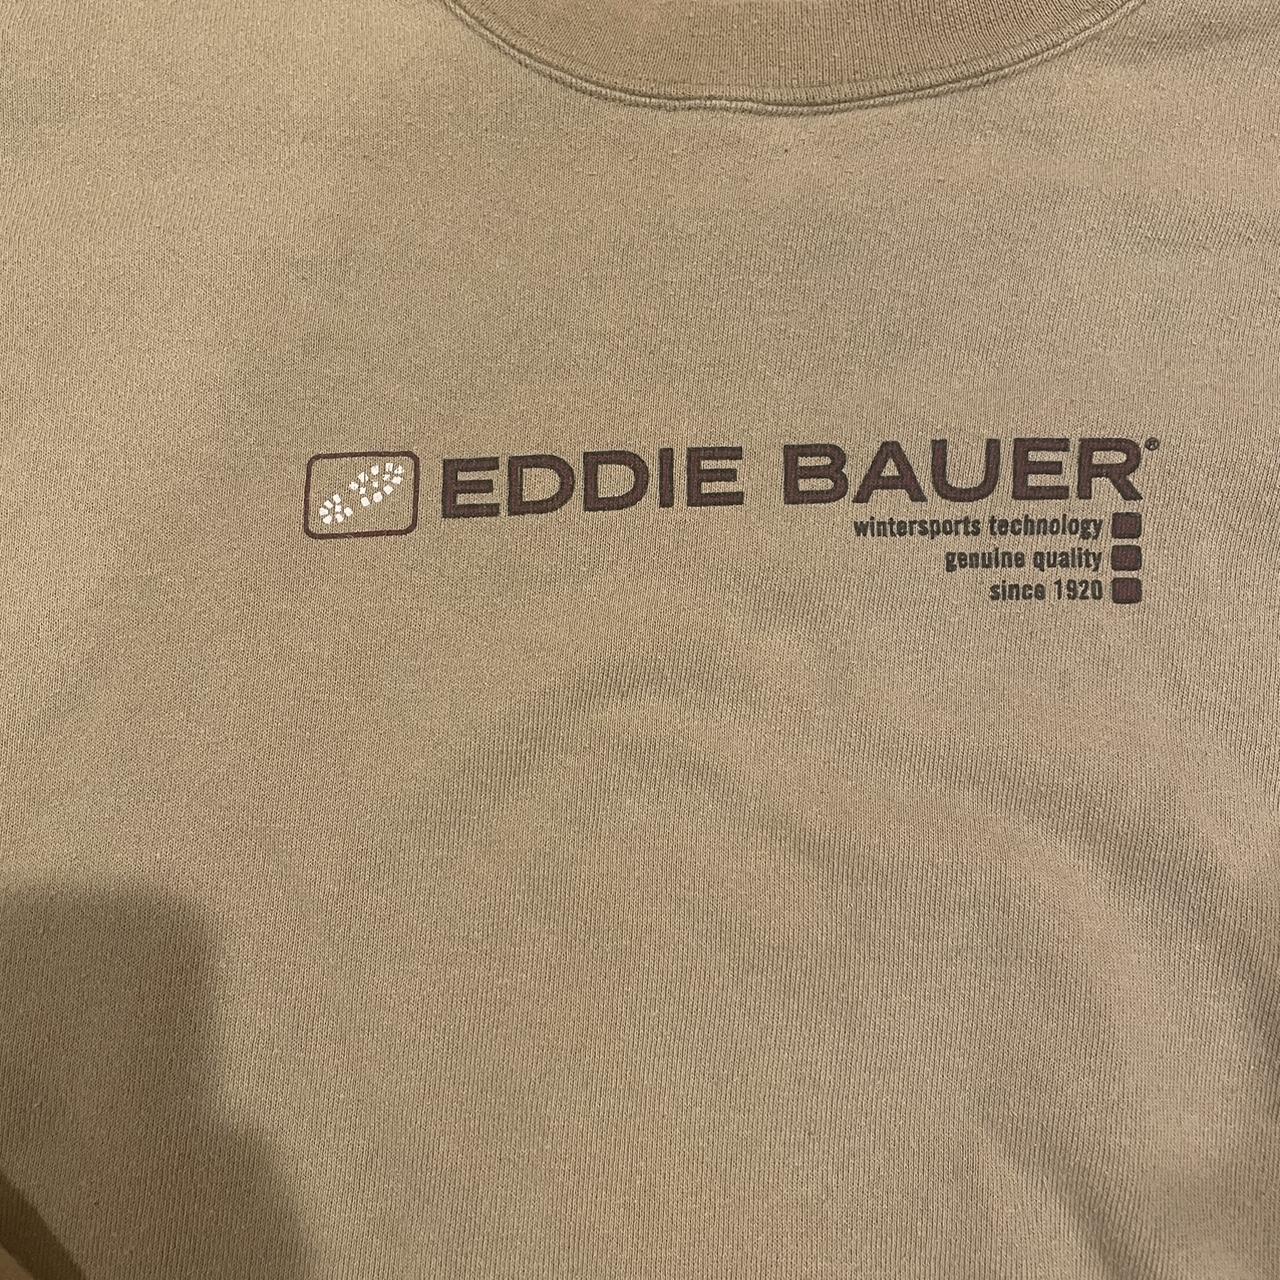 EDDIE BAUER®
wintersports technology
genuine quality
since 1920